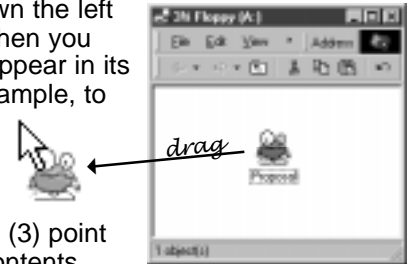 wn the left
hen you
ppear in its
ample, to
(3) point
ontents
3½ Floppy (A:)
File Edit View Address
drag
Proposal
1 object(s)